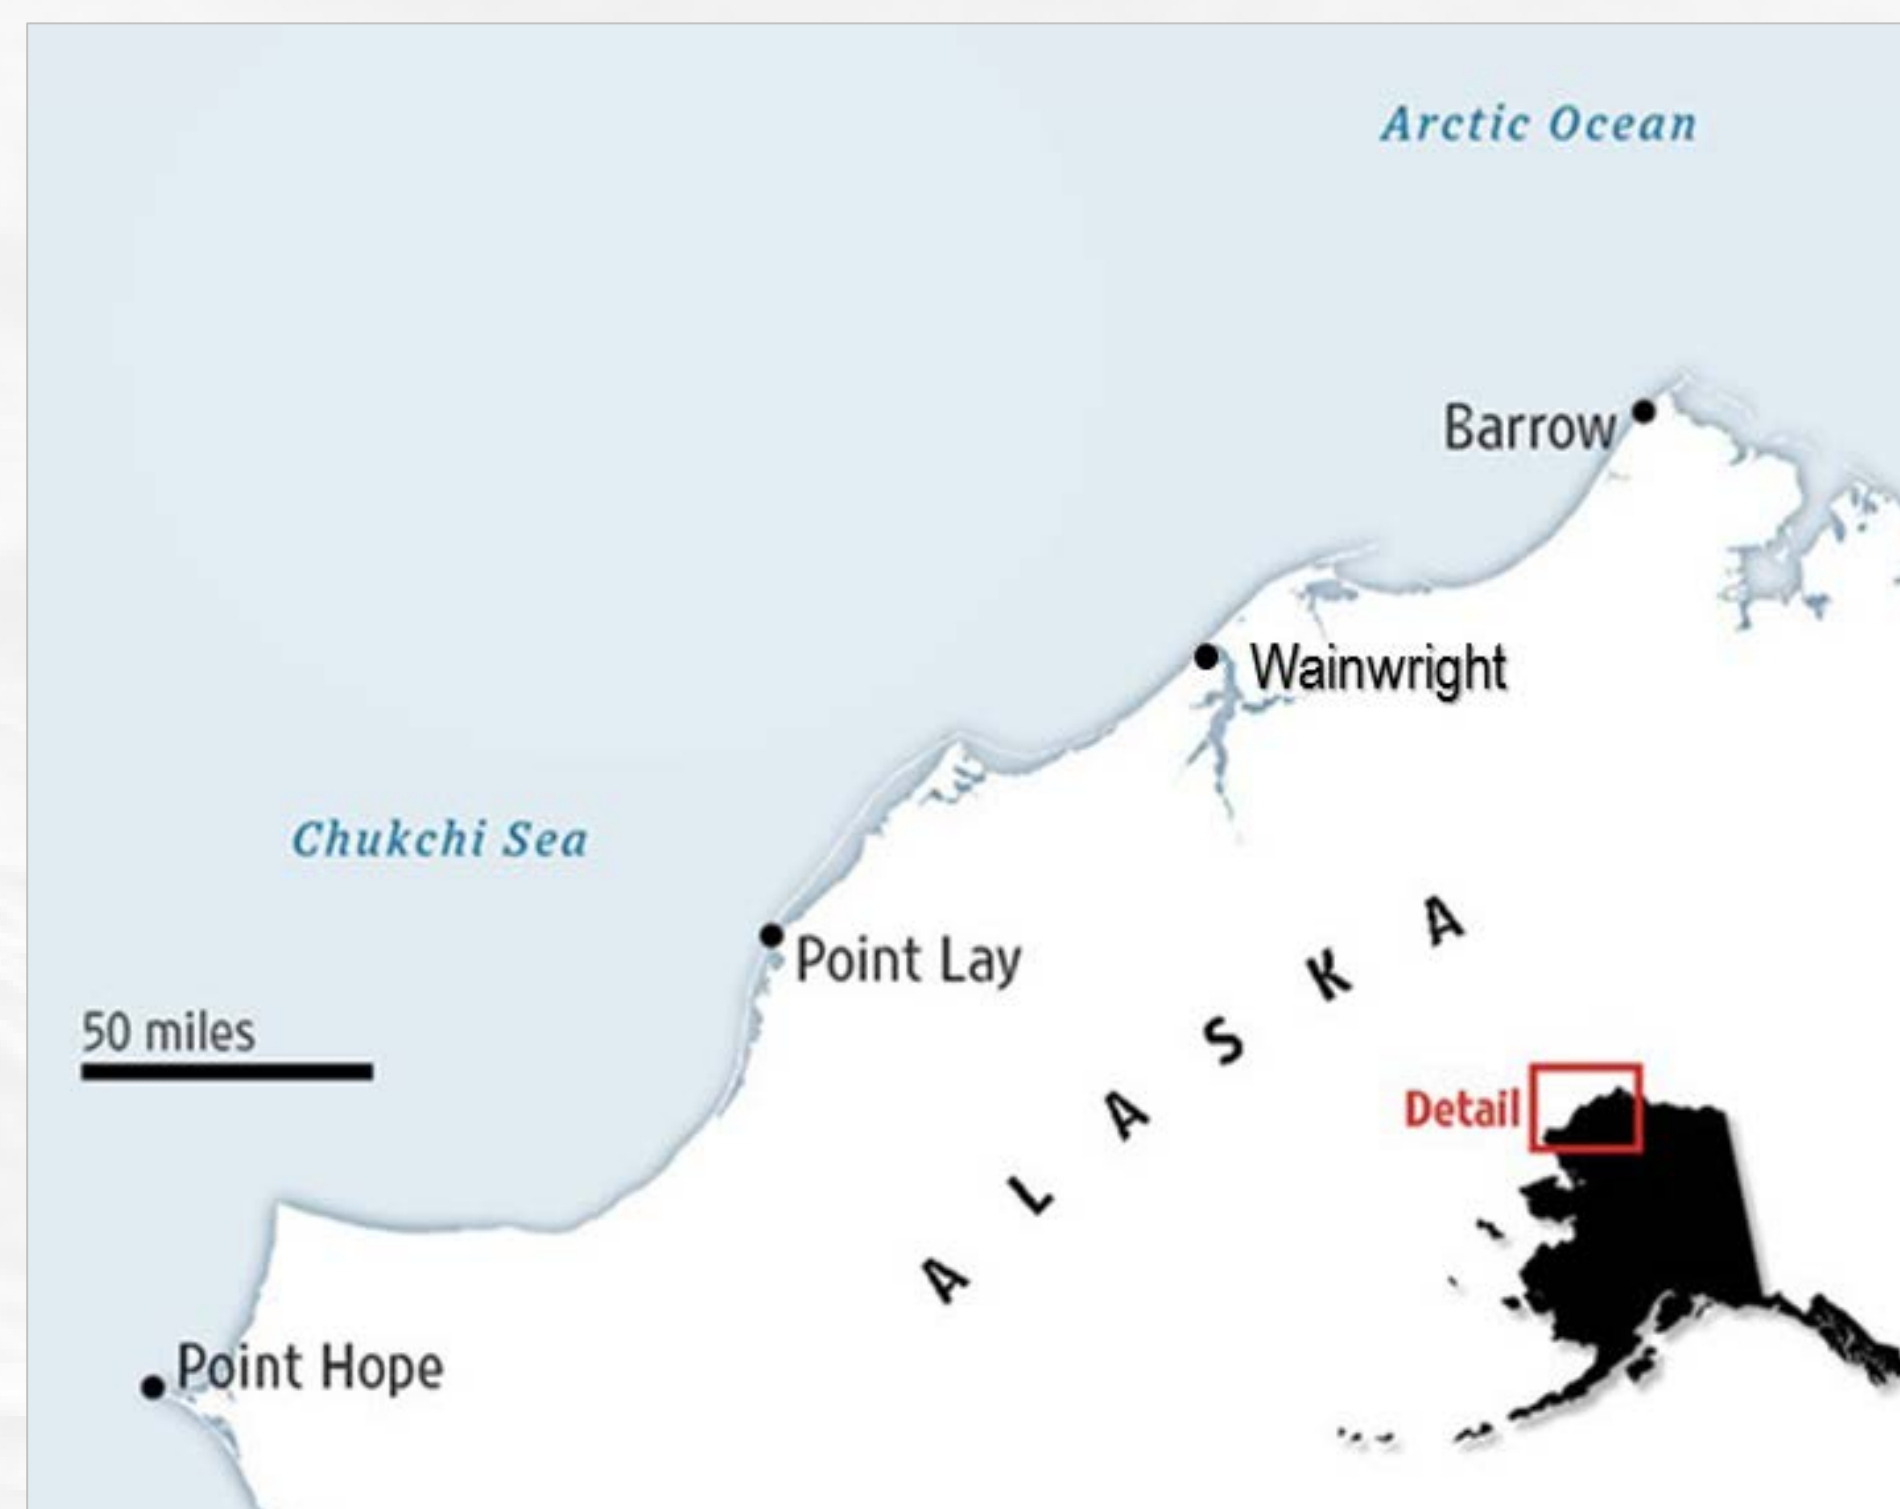 Arctic Ocean
Barrow
Wainwright
Chukchi Sea
Point Lay
50 miles
ALASKA
Detail
Point Hope